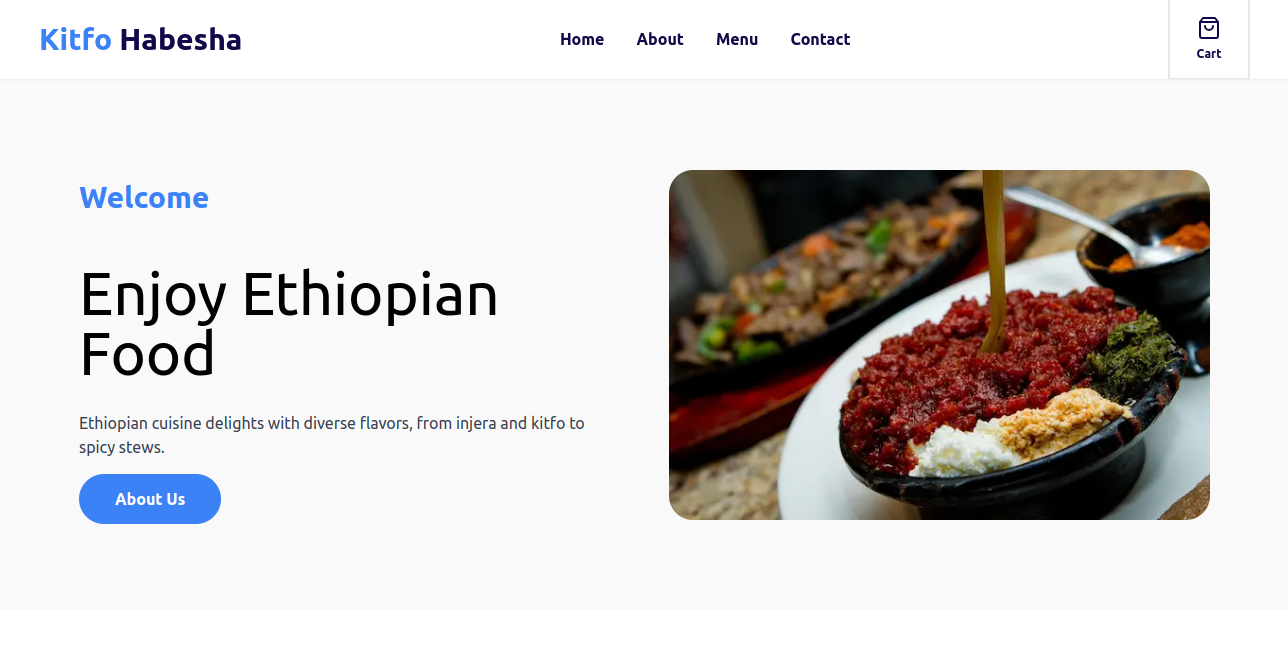 Kitfo Habesha
Home
About
Menu
Contact
Cart
Welcome
Enjoy Ethiopian
Food
Ethiopian cuisine delights with diverse flavors, from injera and kitfo to
spicy stews.
About Us